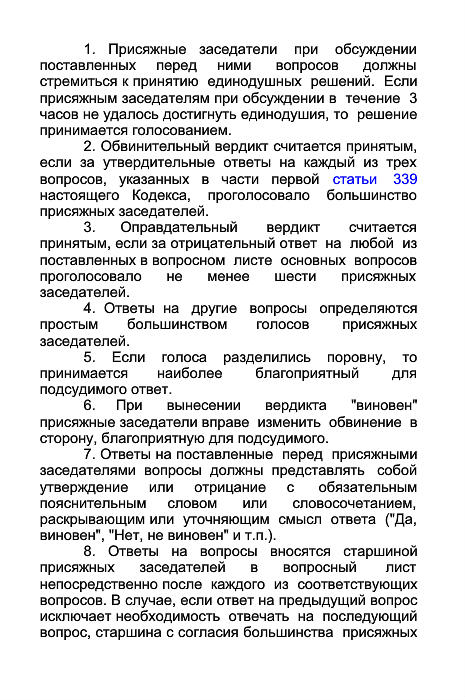 1. Присяжные заседатели при обсуждении
поставленных перед ними вопросов должны
стремиться к принятию единодушных решений. Если
присяжным заседателям при обсуждении в течение 3
часов не удалось достигнуть единодушия, то решение
принимается голосованием.
2. Обвинительный вердикт считается принятым,
если за утвердительные ответы на каждый из трех
вопросов, указанных в части первой статьи 339
настоящего Кодекса, проголосовало большинство
присяжных заседателей.
3. Оправдательный вердикт считается
принятым, если за отрицательный ответ на любой из
поставленных в вопросном листе основных вопросов
проголосовало не менее шести присяжных
заседателей.
4. Ответы на другие вопросы определяются
простым большинством голосов присяжных
заседателей.
5. Если голоса разделились поровну, то
принимается наиболее благоприятный для
подсудимого ответ.
6. При вынесении вердикта "виновен"
присяжные заседатели вправе изменить обвинение в
сторону, благоприятную для подсудимого.
7. Ответы на поставленные перед присяжными
заседателями вопросы должны представлять собой
утверждение или отрицание с обязательным
пояснительным словом или словосочетанием,
раскрывающим или уточняющим смысл ответа ("Да,
виновен", "Нет, не виновен" и т.п.).
8. Ответы на вопросы вносятся старшиной
присяжных заседателей в вопросный лист
непосредственно после каждого из соответствующих
вопросов. В случае, если ответ на предыдущий вопрос
исключает необходимость отвечать на последующий
вопрос, старшина с согласия большинства присяжных